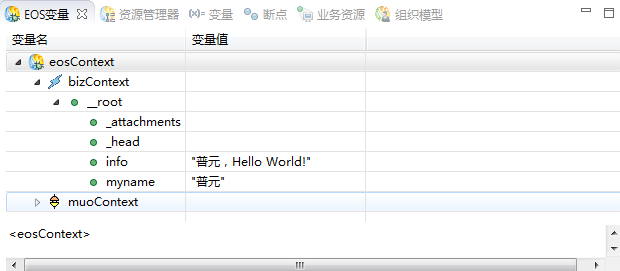 EOS变量 资源管理器 (x)= 变量 断点 业务资源 组织模型
变量名 变量值
eosContext
bizContext
__root
_attachments
_head
info "普元，Hello World!"
myname "普元"
muoContext
<eosContext>